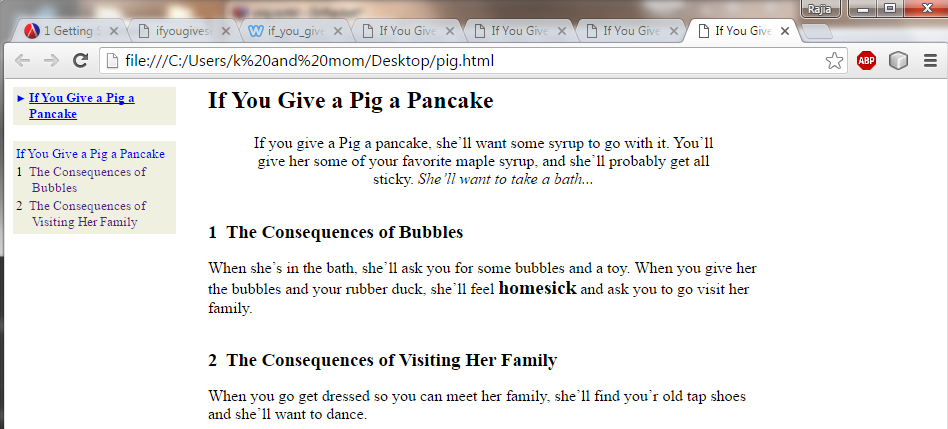 Rajia
1 Getting
ifyougives
if_you_give
If You Give
If You Give
If You Give
If You Give
file:///C:/Users/k%20and%20mom/Desktop/pig.html
ABP
► If You Give a Pig a
Pancake
If You Give a Pig a Pancake
1 The Consequences of
Bubbles
2 The Consequences of
Visiting Her Family
If You Give a Pig a Pancake
If you give a Pig a pancake, she’ll want some syrup to go with it. You’ll
give her some of your favorite maple syrup, and she’ll probably get all
sticky. She’ll want to take a bath...
1 The Consequences of Bubbles
When she’s in the bath, she’ll ask you for some bubbles and a toy. When you give her
the bubbles and your rubber duck, she’ll feel homesick and ask you to go visit her
family.
2 The Consequences of Visiting Her Family
When you go get dressed so you can meet her family, she’ll find you’r old tap shoes
and she’ll want to dance.